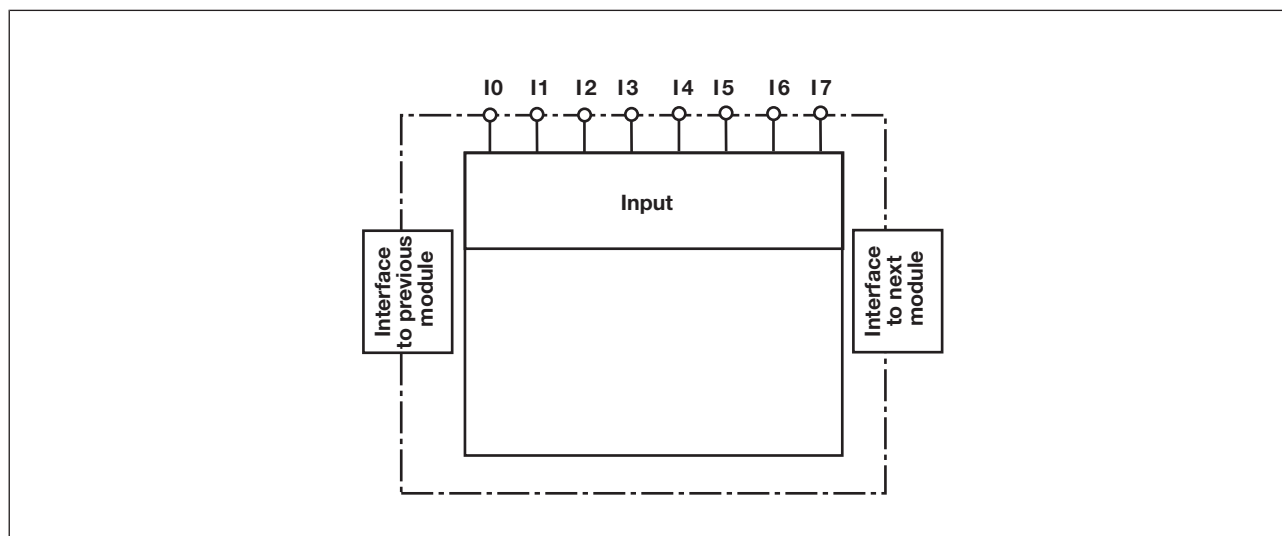 I0 I1 I2 I3 I4 I5 I6 I7
Input
Interface
to previous
module
Interface
to next
module